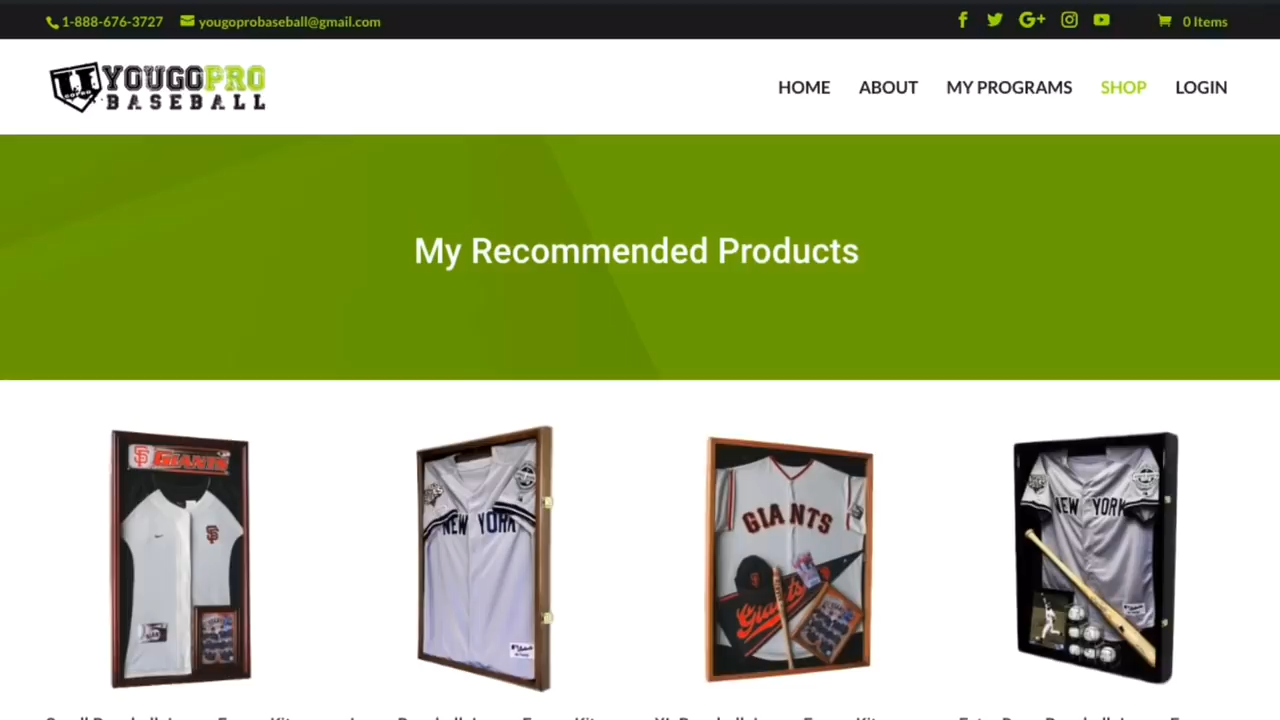 1-888-676-3727 yougoprobaseball@gmail.com 0 Items
YOUGOPRO
BASEBALL
HOME ABOUT MY PROGRAMS SHOP LOGIN
My Recommended Products
GIANTS
NEW YORK
GIANTS
Giants
NEW YORK